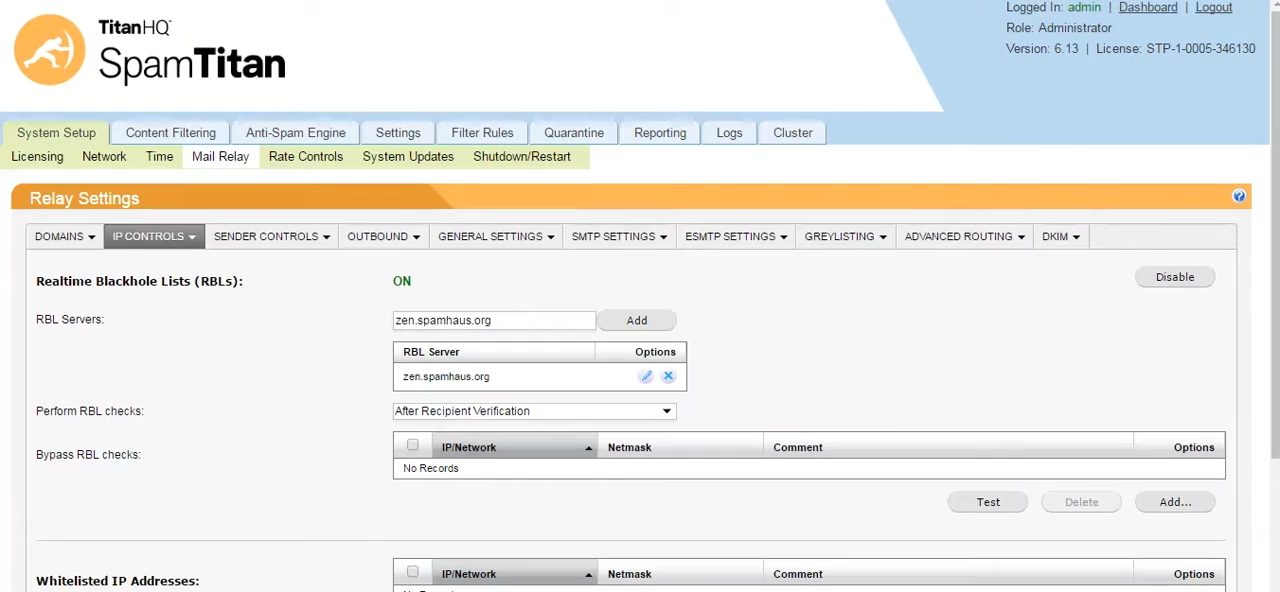 TitanHQ
SpamTitan
Logged In: admin | Dashboard | Logout
Role: Administrator
Version: 6.13 | License: STP-1-0005-346130
System Setup Content Filtering Anti-Spam Engine Settings Filter Rules Quarantine Reporting Logs Cluster
Licensing Network Time Mail Relay Rate Controls System Updates Shutdown/Restart
Relay Settings
DOMAINS IP CONTROLS SENDER CONTROLS OUTBOUND GENERAL SETTINGS SMTP SETTINGS ESMTP SETTINGS GREYLISTING ADVANCED ROUTING DKIM
Realtime Blackhole Lists (RBLs): ON Disable
RBL Servers: zen.spamhaus.org Add
RBL Server Options
zen.spamhaus.org
Perform RBL checks: After Recipient Verification
Bypass RBL checks: IP/Network Netmask Comment Options
No Records
Test Delete Add...
Whitelisted IP Addresses: IP/Network Netmask Comment Options